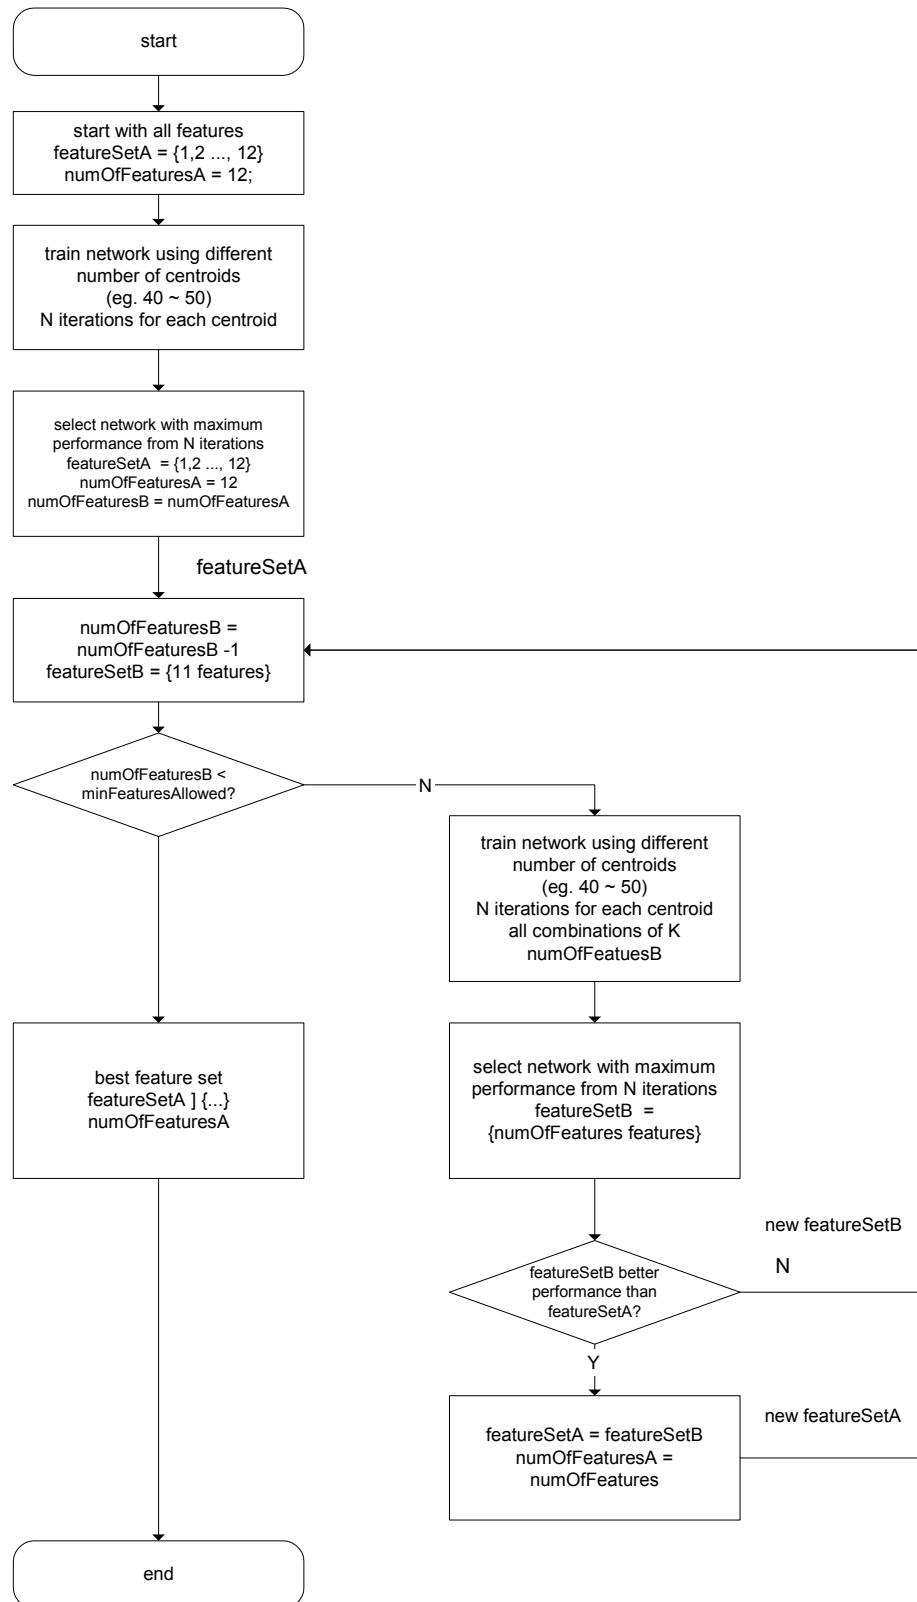 start
start with all features
featureSetA = {1,2 ..., 12}
numOfFeaturesA = 12;
train network using different
number of centroids
(eg. 40 ~ 50)
N iterations for each centroid
select network with maximum
performance from N iterations
featureSetA  = {1,2 ..., 12}
numOfFeaturesA = 12
numOfFeaturesB = numOfFeaturesA
featureSetA
numOfFeaturesB =
numOfFeaturesB -1
featureSetB = {11 features}
numOfFeaturesB <
minFeaturesAllowed?
N
train network using different
number of centroids
(eg. 40 ~ 50)
N iterations for each centroid
all combinations of K
numOfFeatuesB
best feature set
featureSetA ] {...}
numOfFeaturesA
select network with maximum
performance from N iterations
featureSetB  =
{numOfFeatures features}
new featureSetB
N
featureSetB better
performance than
featureSetA?
Y
new featureSetA
featureSetA = featureSetB
numOfFeaturesA =
numOfFeatures
end